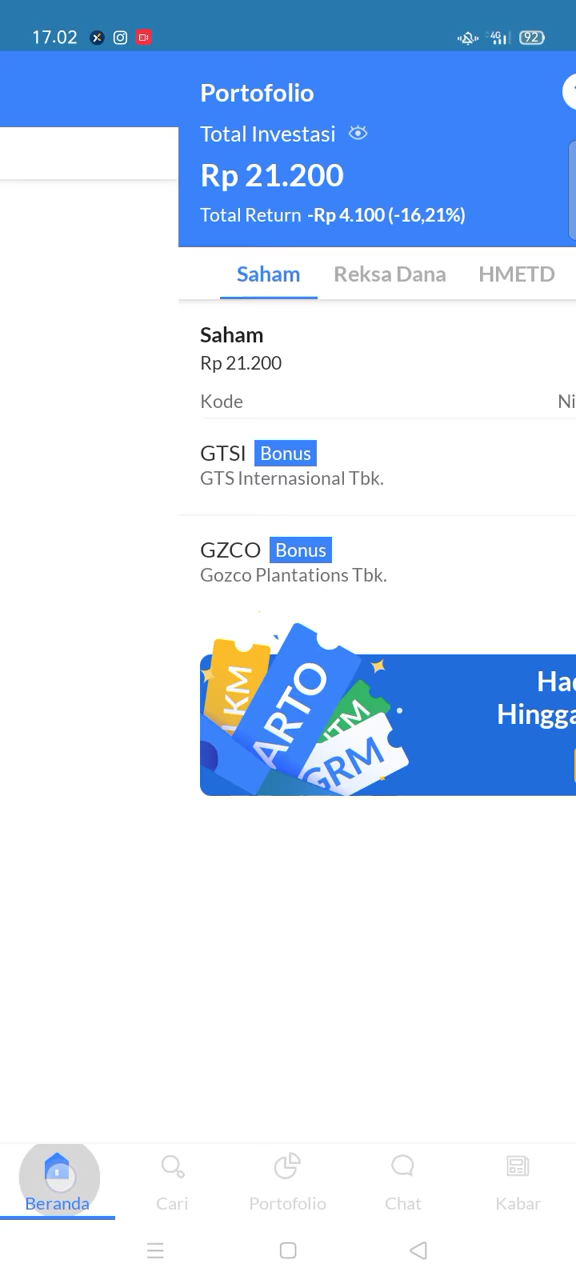 17.02
4G
92
Portofolio
Total Investasi
Rp 21.200
Total Return -Rp 4.100 (-16,21%)
Saham
Reksa Dana
HMETD
Saham
Rp 21.200
Kode
GTSI Bonus
GTS Internasional Tbk.
GZCO Bonus
Gozco Plantations Tbk.
ARTO
Beranda
Cari
Portofolio
Chat
Kabar